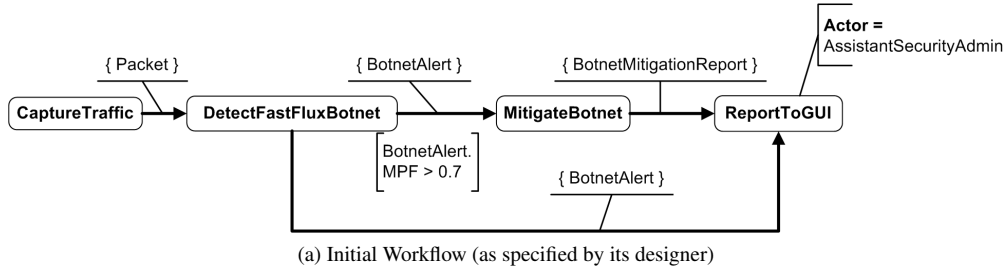 Actor =
AssistantSecurityAdmin
{ Packet }
{ BotnetAlert }
{ BotnetMitigationReport }
CaptureTraffic
DetectFastFluxBotnet
MitigateBotnet
ReportToGUI
BotnetAlert.
MPF > 0.7
{ BotnetAlert }
(a) Initial Workflow (as specified by its designer)